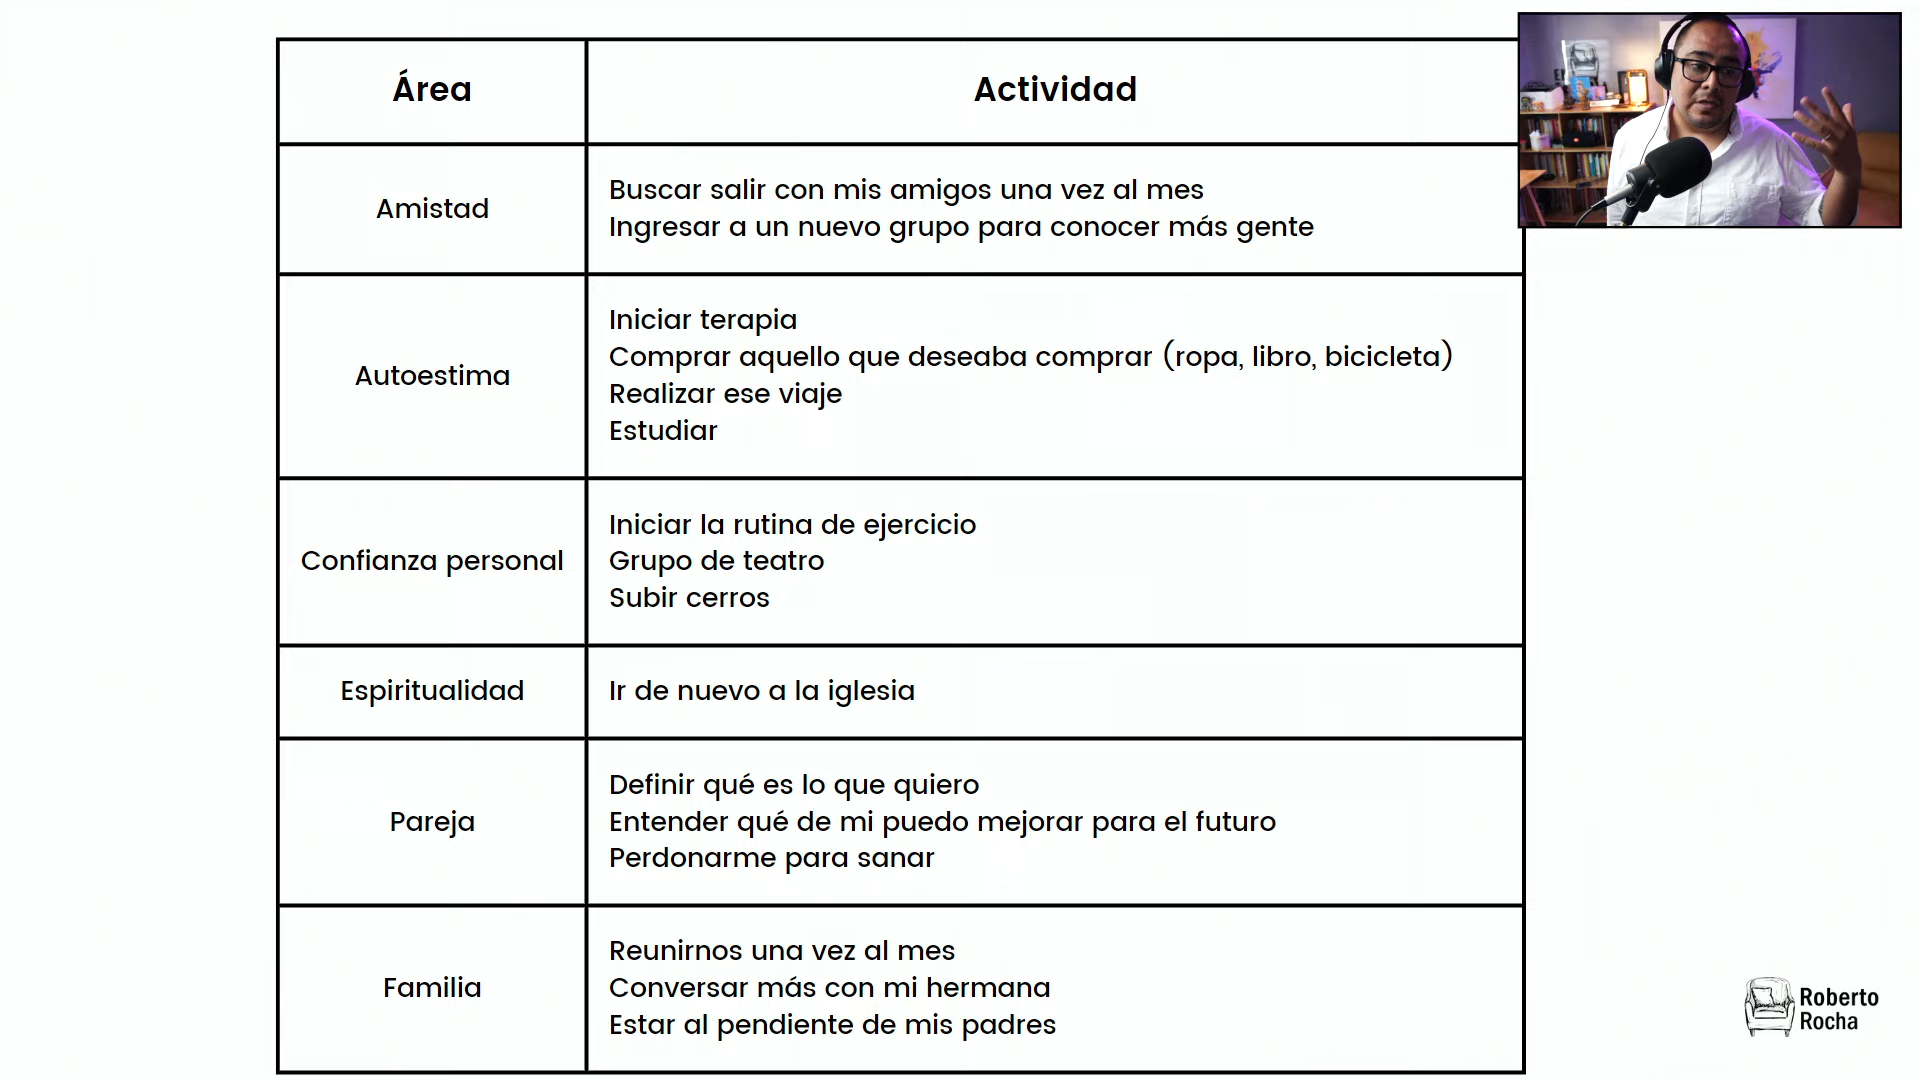 Área
Actividad
Amistad
Buscar salir con mis amigos una vez al mes
Ingresar a un nuevo grupo para conocer más gente
Autoestima
Iniciar terapia
Comprar aquello que deseaba comprar (ropa, libro, bicicleta)
Realizar ese viaje
Estudiar
Confianza personal
Iniciar la rutina de ejercicio
Grupo de teatro
Subir cerros
Espiritualidad
Ir de nuevo a la iglesia
Pareja
Definir qué es lo que quiero
Entender qué de mi puedo mejorar para el futuro
Perdonarme para sanar
Familia
Reunirnos una vez al mes
Conversar más con mi hermana
Estar al pendiente de mis padres
Roberto
Rocha